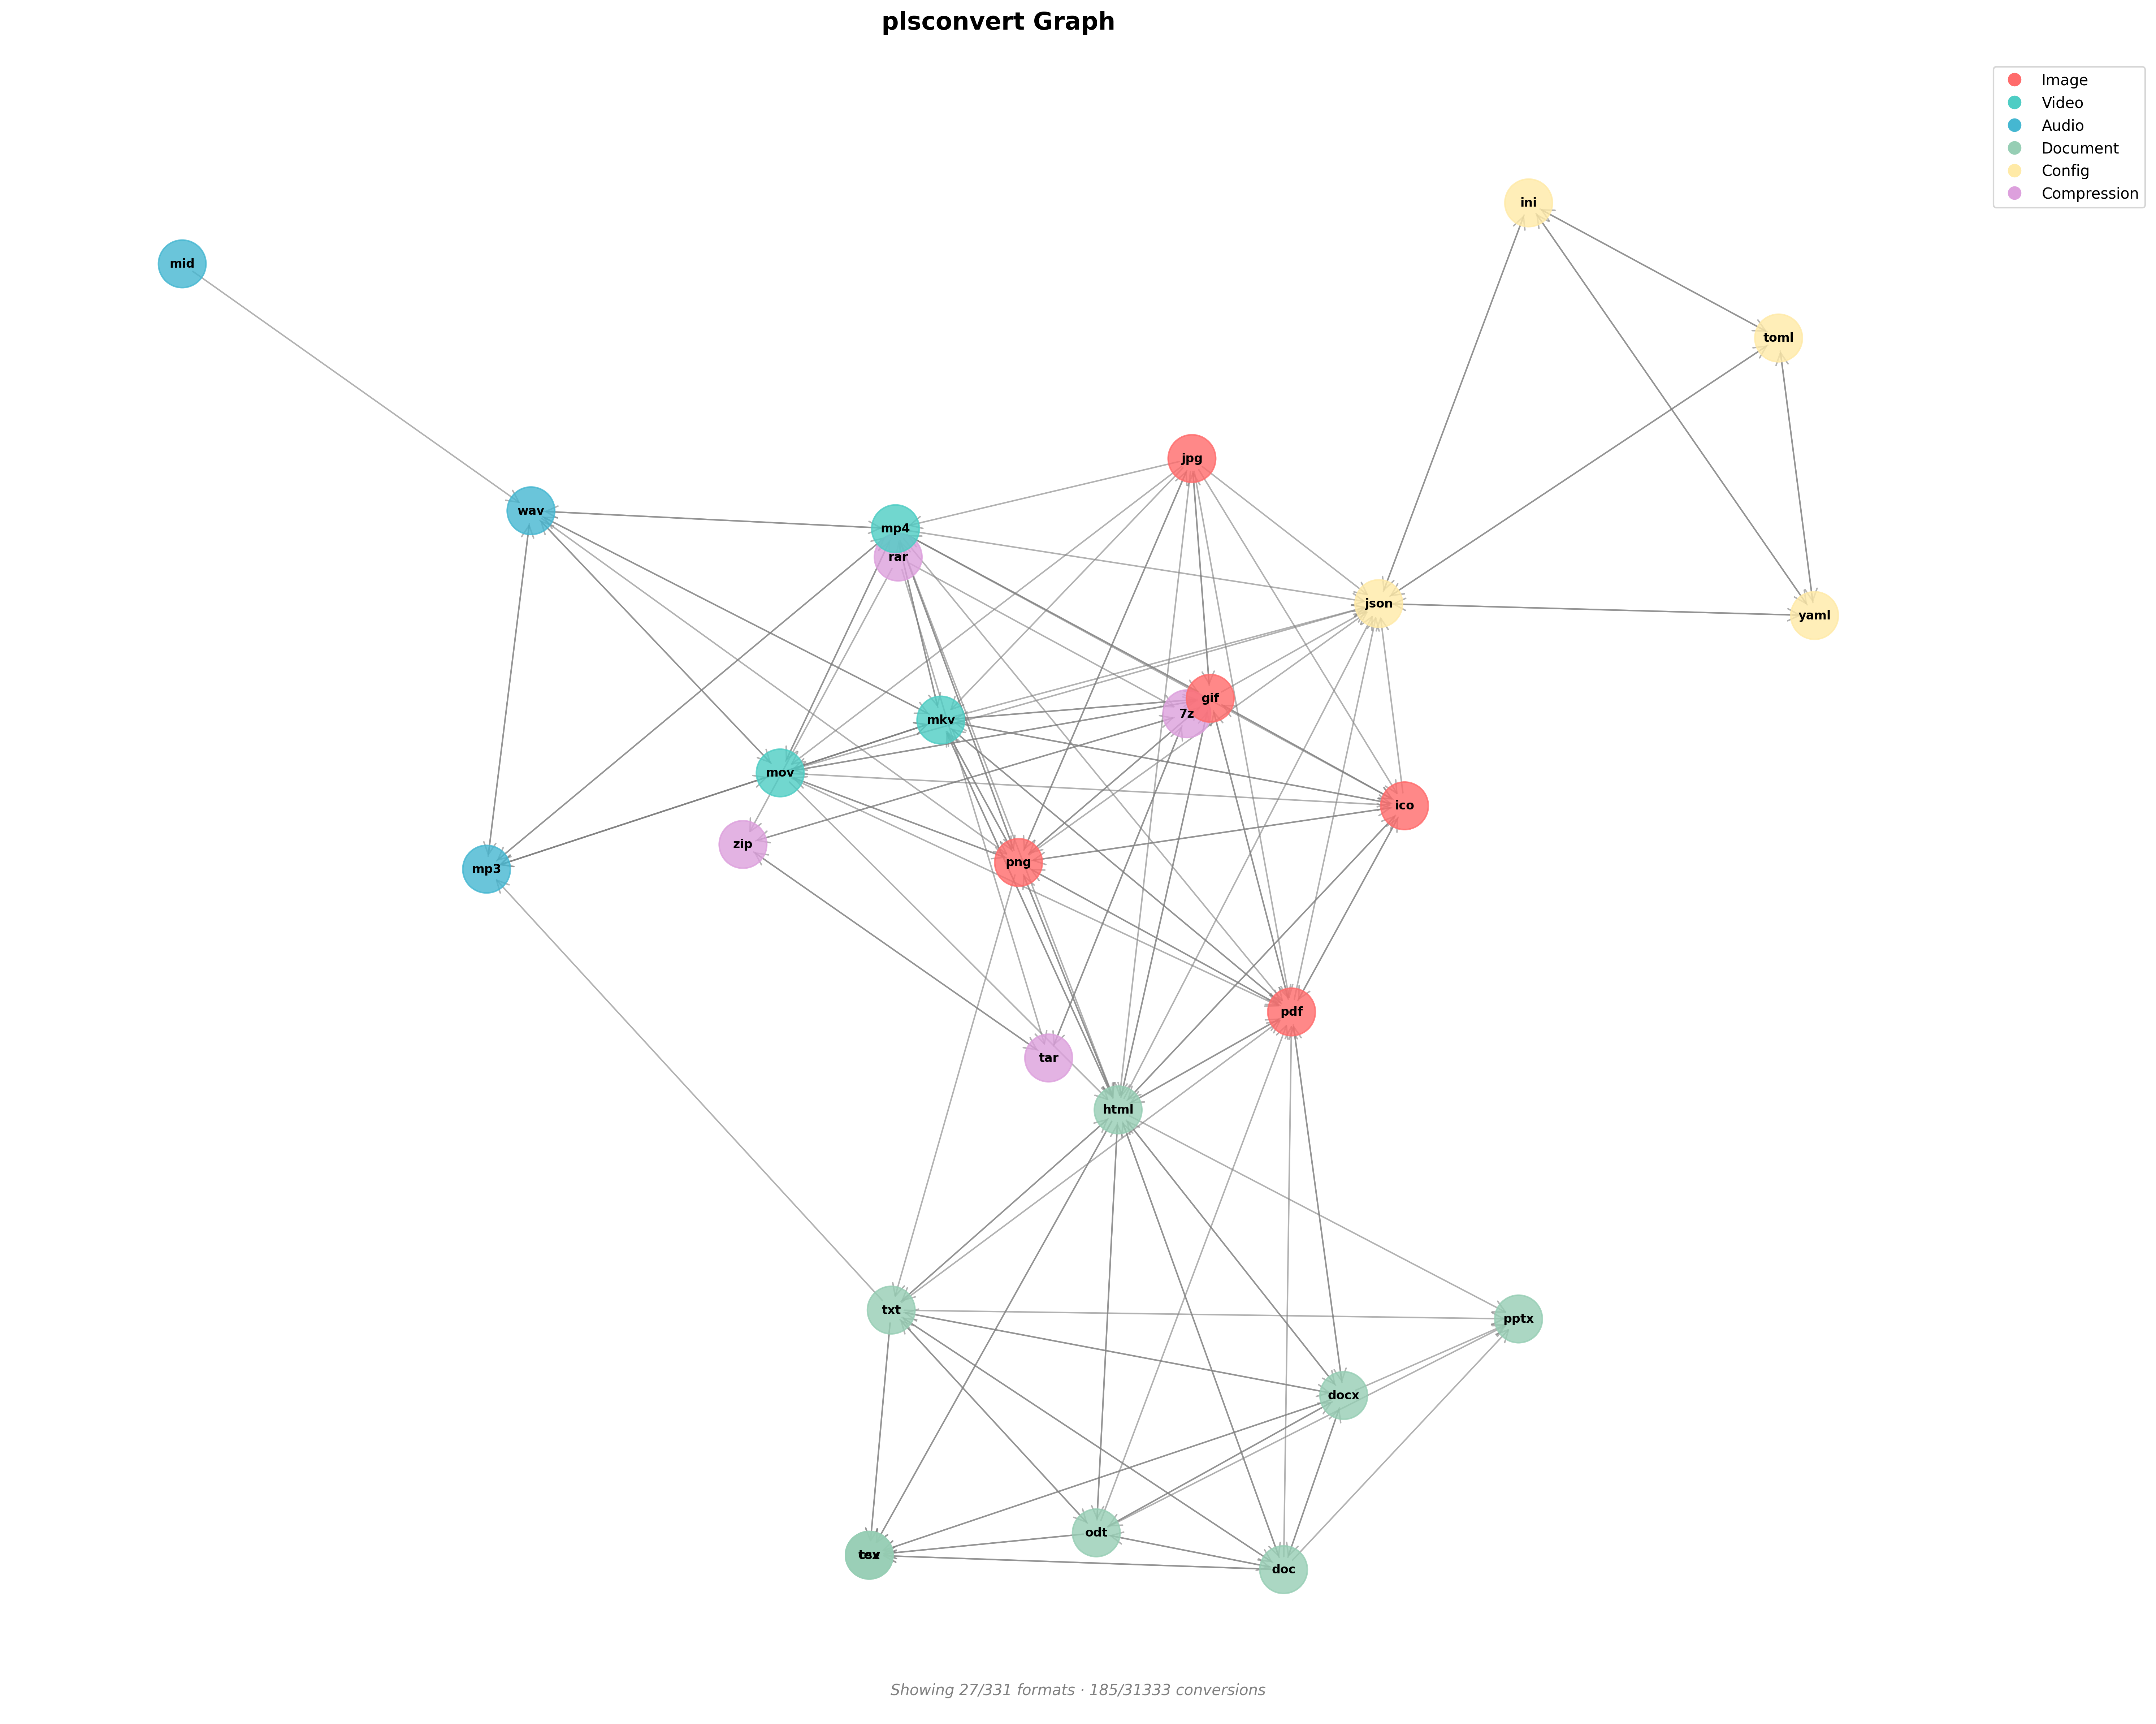 plsconvert Graph
Image
Video
Audio
Document
Config
Compression
ini
mid
toml
jpg
wav
mp4
rar
json
yaml
gif
7z
mkv
mov
ico
zip
png
mp3
pdf
tar
html
txt
pptx
docx
odt
tsv
doc
Showing 27/331 formats · 185/31333 conversions